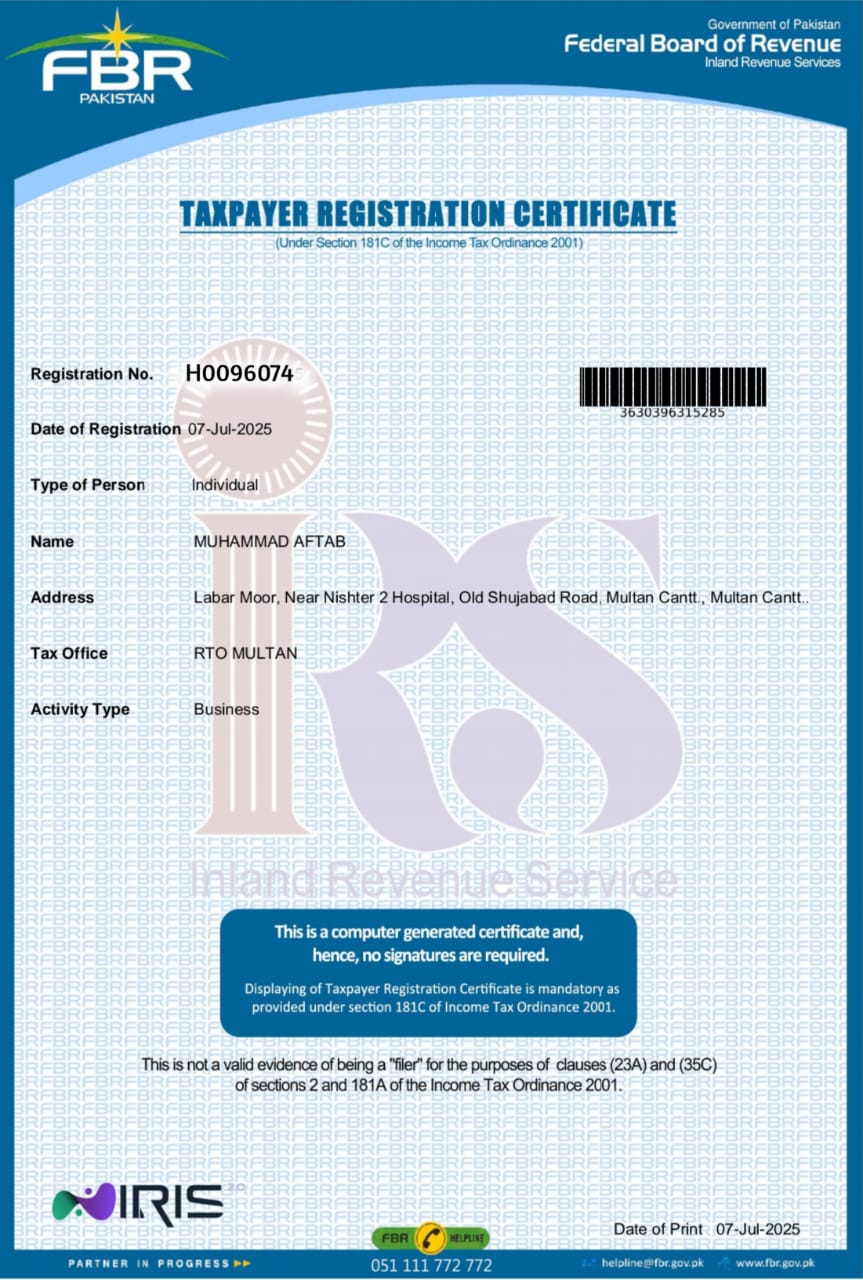 FBR
PAKISTAN
Government of Pakistan
Federal Board of Revenue
Inland Revenue Services
TAXPAYER REGISTRATION CERTIFICATE
(Under Section 181C of the Income Tax Ordinance 2001)
Registration No. H0096074
3630396315285
Date of Registration 07-Jul-2025
Type of Person Individual
Name MUHAMMAD AFTAB
Address Labar Moor, Near Nishter 2 Hospital, Old Shujabad Road, Multan Cantt., Multan Cantt..
Tax Office RTO MULTAN
Activity Type Business
IRS
Inland Revenue Service
This is a computer generated certificate and,
hence, no signatures are required.
Displaying of Taxpayer Registration Certificate is mandatory as
provided under section 181C of Income Tax Ordinance 2001.
This is not a valid evidence of being a "filer" for the purposes of clauses (23A) and (35C)
of sections 2 and 181A of the Income Tax Ordinance 2001.
IRIS 2.0
Date of Print 07-Jul-2025
FBR HELPLINE
PARTNER IN PROGRESS
051 111 772 772
helpline@fbr.gov.pk
www.fbr.gov.pk